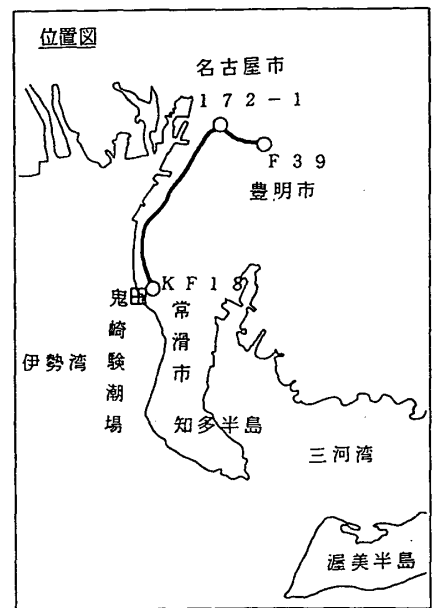 位置図
名古屋市
172-1
F39
豊明市
KF18
鬼崎験潮場
常滑市
伊勢湾
知多半島
三河湾
渥美半島